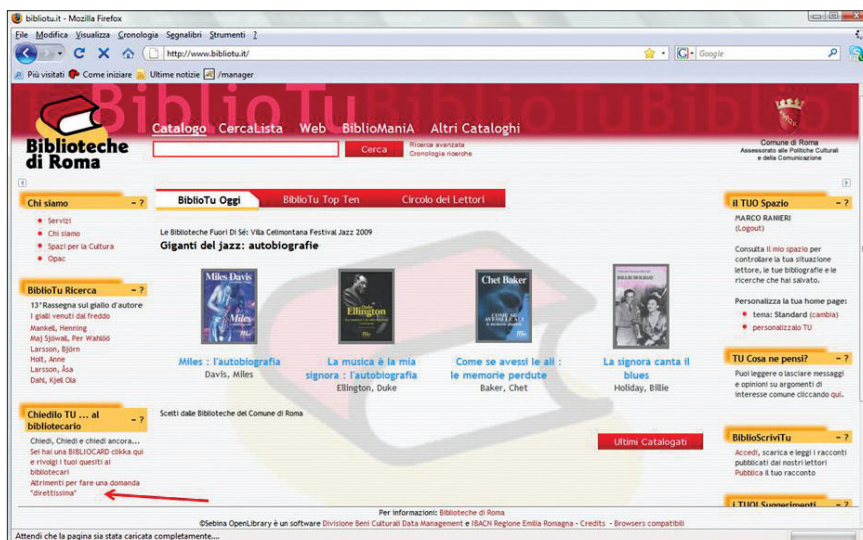 bibliotu.it - Mozilla Firefox
File Modifica Visualizza Cronologia Segnalibri Strumenti ?
http://www.bibliotu.it/
Google
Più visitati Come iniziare Ultime notizie /manager
BiblioTu BiblioTuBiblioT
Biblioteche
di Roma
Catalogo CercaLista Web BiblioManiA Altri Cataloghi
Cerca
Ricerca avanzata
Cronologia ricerche
Comune di Roma
Assessorato alle Politiche Culturali
e della Comunicazione
Chi siamo - ?
Servizi
Chi siamo
Spazi per la Cultura
Opac
BiblioTu Ricerca - ?
13°Rassegna sul giallo d'autore
I gialli venuti dal freddo
Mankell, Henning
Maj Sjöwall, Per Wahlöö
Larsson, Björn
Holt, Anne
Larsson, Åsa
Dahl, Kjell Ola
Chiedilo TU ... al
bibliotecario - ?
Chiedi, Chiedi e chiedi ancora...
Sei hai una BIBLIOCARD clikka qui
e rivolgi i tuoi quesiti ai
bibliotecari
Altrimenti per fare una domanda
"direttissima"
BiblioTu Oggi BiblioTu Top Ten Circolo dei Lettori
Le Biblioteche Fuori Di Sé: Villa Celimontana Festival Jazz 2009
Giganti del jazz: autobiografie
Miles Davis
Miles
Duke
Ellington
Chet Baker
COME SE
AVESSI LE ALI
BILLIE HOLIDAY
Miles : l'autobiografia
Davis, Miles
La musica è la mia
signora : l'autobiografia
Ellington, Duke
Come se avessi le ali :
le memorie perdute
Baker, Chet
La signora canta il
blues
Holiday, Billie
Scelti dalle Biblioteche del Comune di Roma
Ultimi Catalogati
il TUO Spazio - ?
MARCO RANIERI
(Logout)
Consulta il mio spazio per
controllare la tua situazione
lettore, le tue bibliografie e le
ricerche che hai salvato.
Personalizza la tua home page:
tema: Standard (cambia)
personalizzalo TU
TU Cosa ne pensi? - ?
Puoi leggere o lasciare messaggi
e opinioni su argomenti di
interesse comune cliccando qui.
BiblioScriviTu - ?
Accedi, scarica e leggi i racconti
pubblicati dai nostri lettori
Pubblica il tuo racconto
i TUOI Suggerimenti - ?
Per informazioni: Biblioteche di Roma
©Sebina OpenLibrary è un software Divisione Beni Culturali Data Management e IBACN Regione Emilia Romagna - Credits - Browsers compatibili
Attendi che la pagina sia stata caricata completamente....